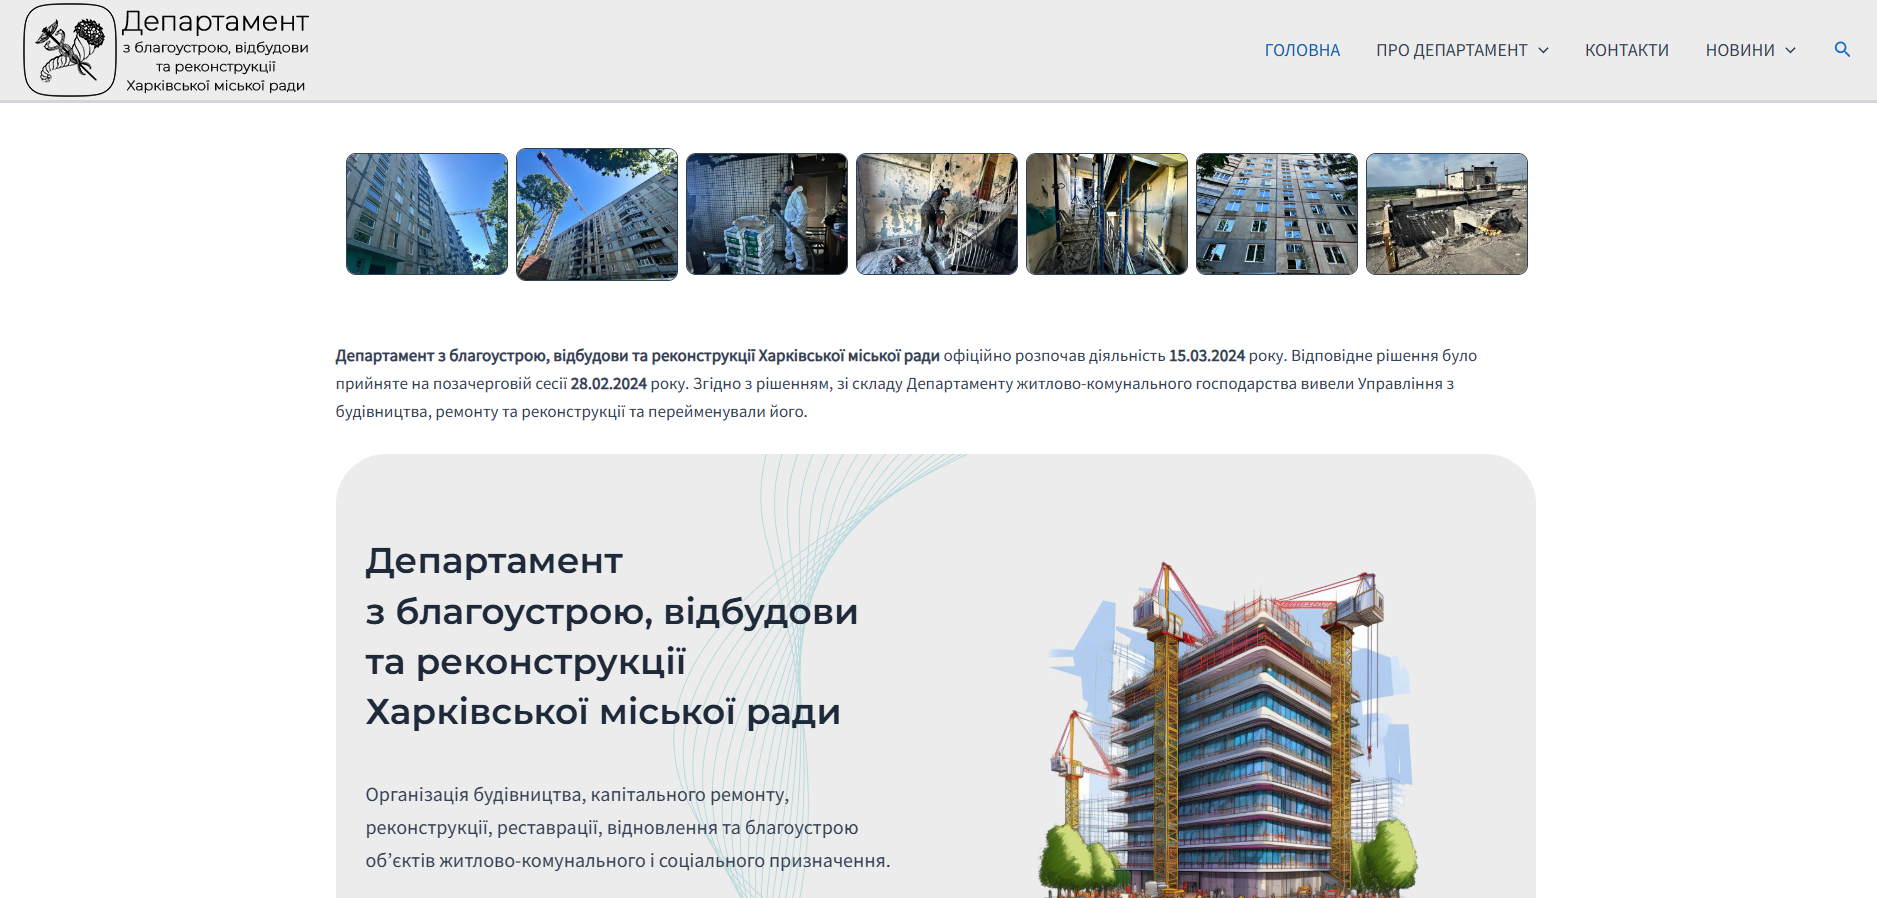 Департамент
з благоустрою, відбудови
та реконструкції
Харківської міської ради
ГОЛОВНА
ПРО ДЕПАРТАМЕНТ
КОНТАКТИ
НОВИНИ
Департамент з благоустрою, відбудови та реконструкції Харківської міської ради офіційно розпочав діяльність 15.03.2024 року. Відповідне рішення було
прийняте на позачерговій сесії 28.02.2024 року. Згідно з рішенням, зі складу Департаменту житлово-комунального господарства вивели Управління з
будівництва, ремонту та реконструкції та перейменували його.
Департамент
з благоустрою, відбудови
та реконструкції
Харківської міської ради
Організація будівництва, капітального ремонту,
реконструкції, реставрації, відновлення та благоустрою
об’єктів житлово-комунального і соціального призначення.